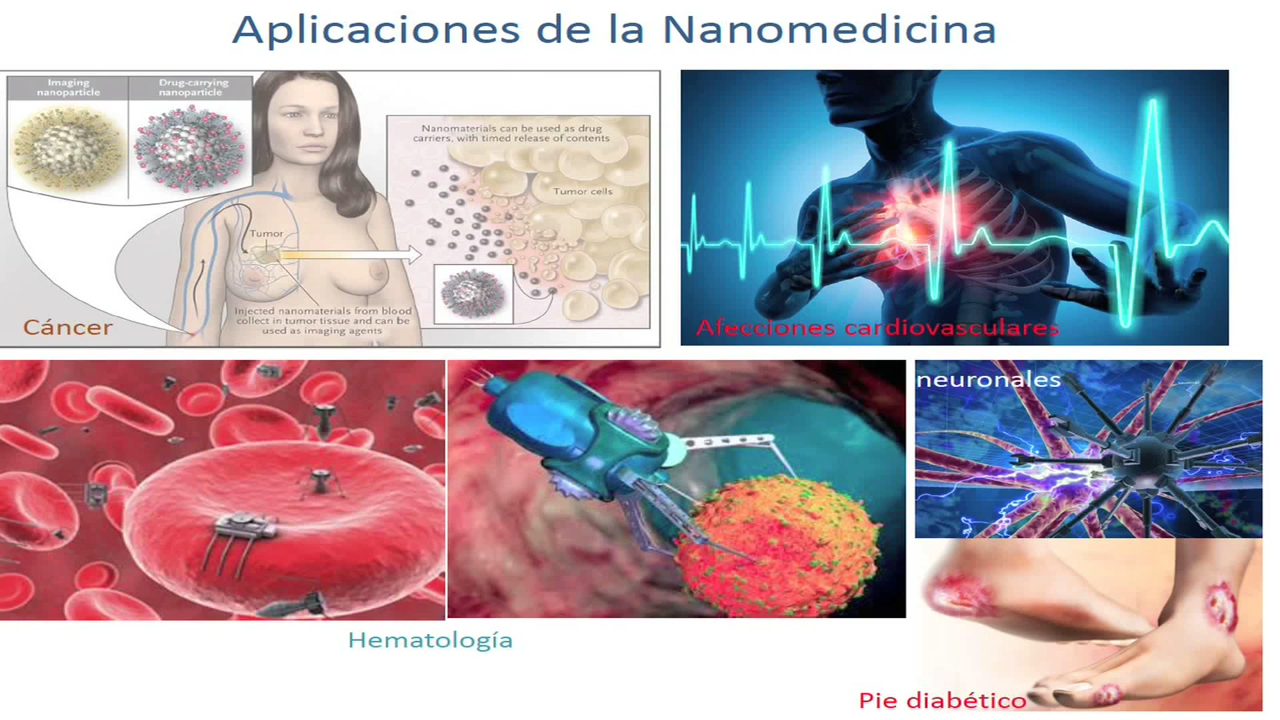 Aplicaciones de la Nanomedicina
Imaging
nanoparticle
Drug-carrying
nanoparticle
Nanomaterials can be used as drug
carriers, with timed release of contents
Tumor cells
Tumor
Injected nanomaterials from blood
collect in tumor tissue and can be
used as imaging agents
Cáncer
Afecciones cardiovasculares
neuronales
Hematología
Pie diabético